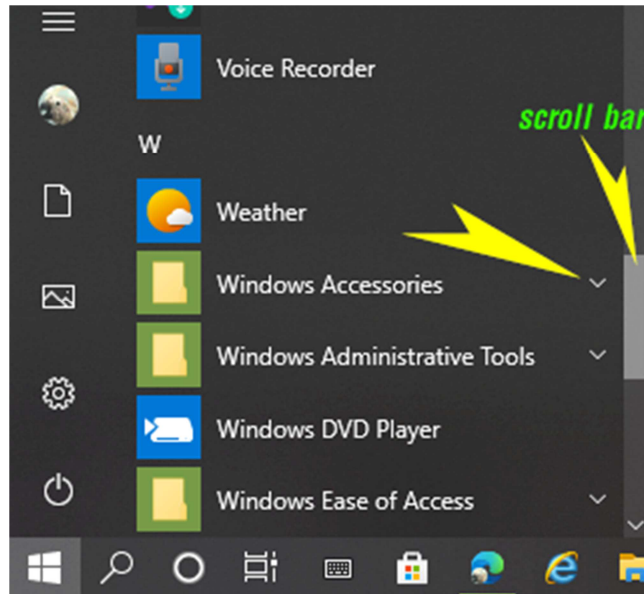 Voice Recorder
scroll bar
W
Weather
Windows Accessories
Windows Administrative Tools
Windows DVD Player
Windows Ease of Access